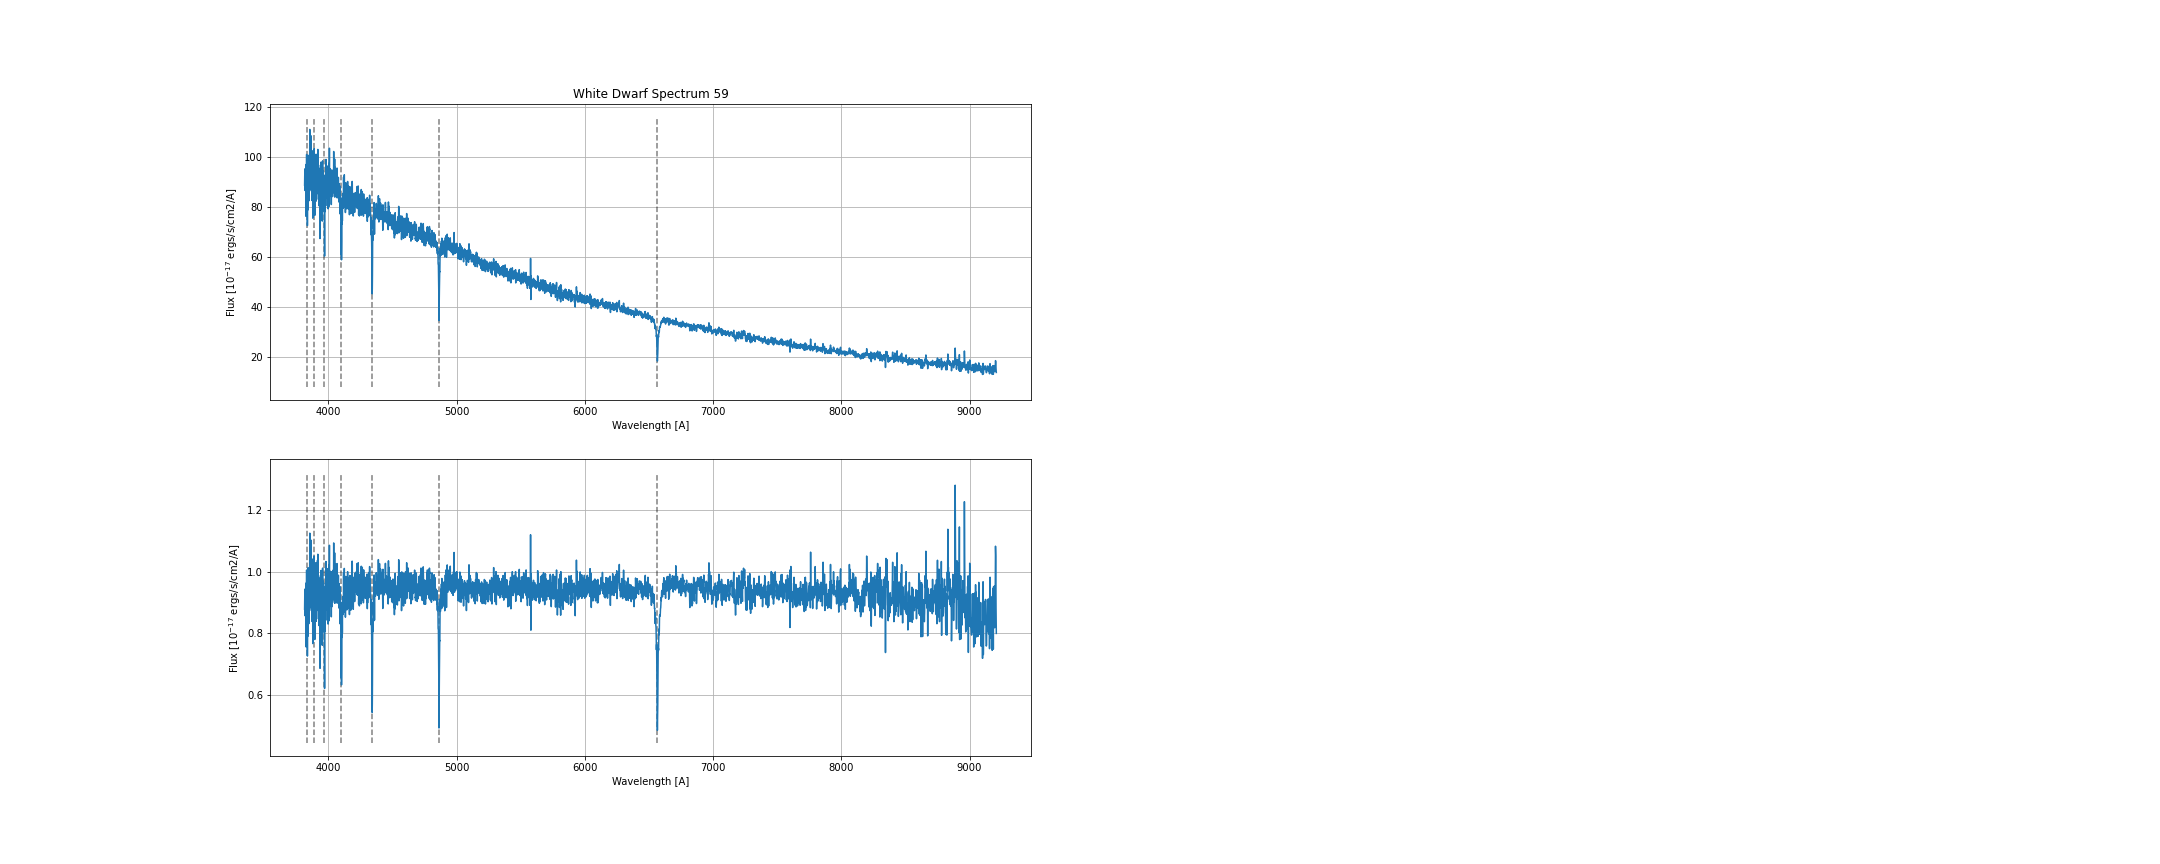 White Dwarf Spectrum 59
120
100
80
60
40
20
Flux [10⁻¹⁷ ergs/s/cm2/A]
4000 5000 6000 7000 8000 9000
Wavelength [A]
1.2
1.0
0.8
0.6
Flux [10⁻¹⁷ ergs/s/cm2/A]
4000 5000 6000 7000 8000 9000
Wavelength [A]